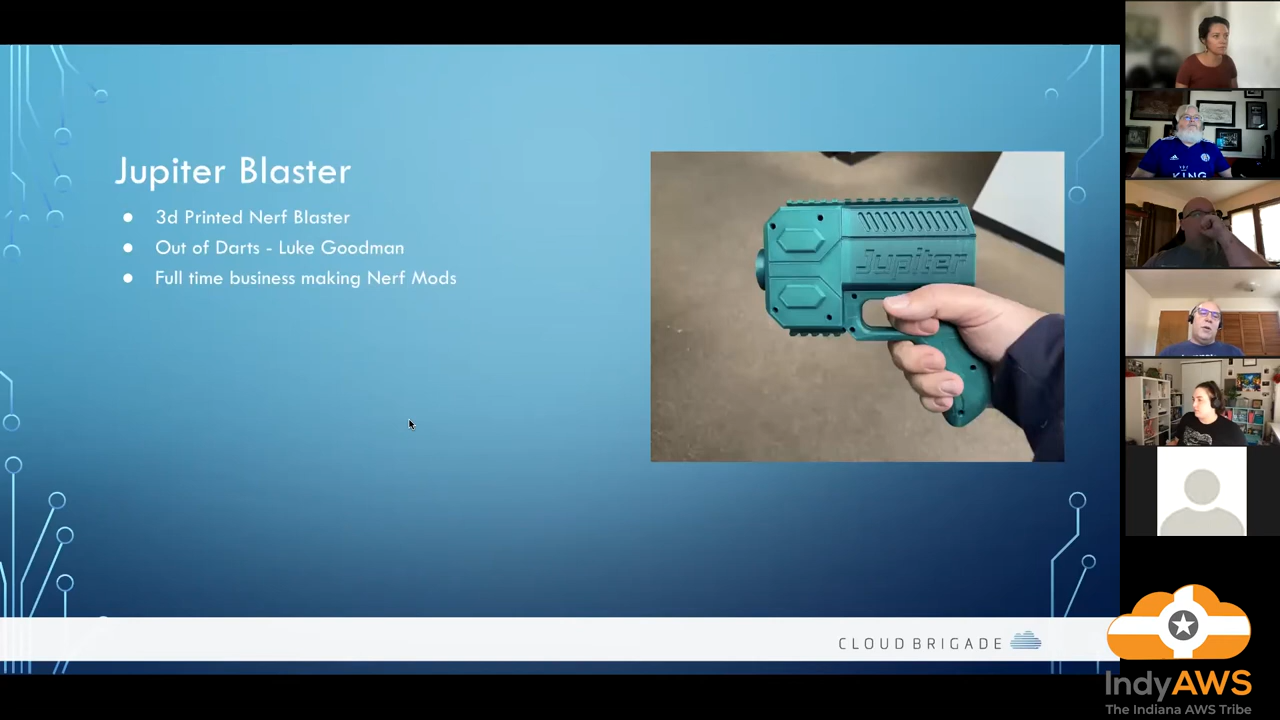 Jupiter Blaster
● 3d Printed Nerf Blaster
● Out of Darts - Luke Goodman
● Full time business making Nerf Mods
Jupiter
KING
CLOUD BRIGADE
IndyAWS
The Indiana AWS Tribe